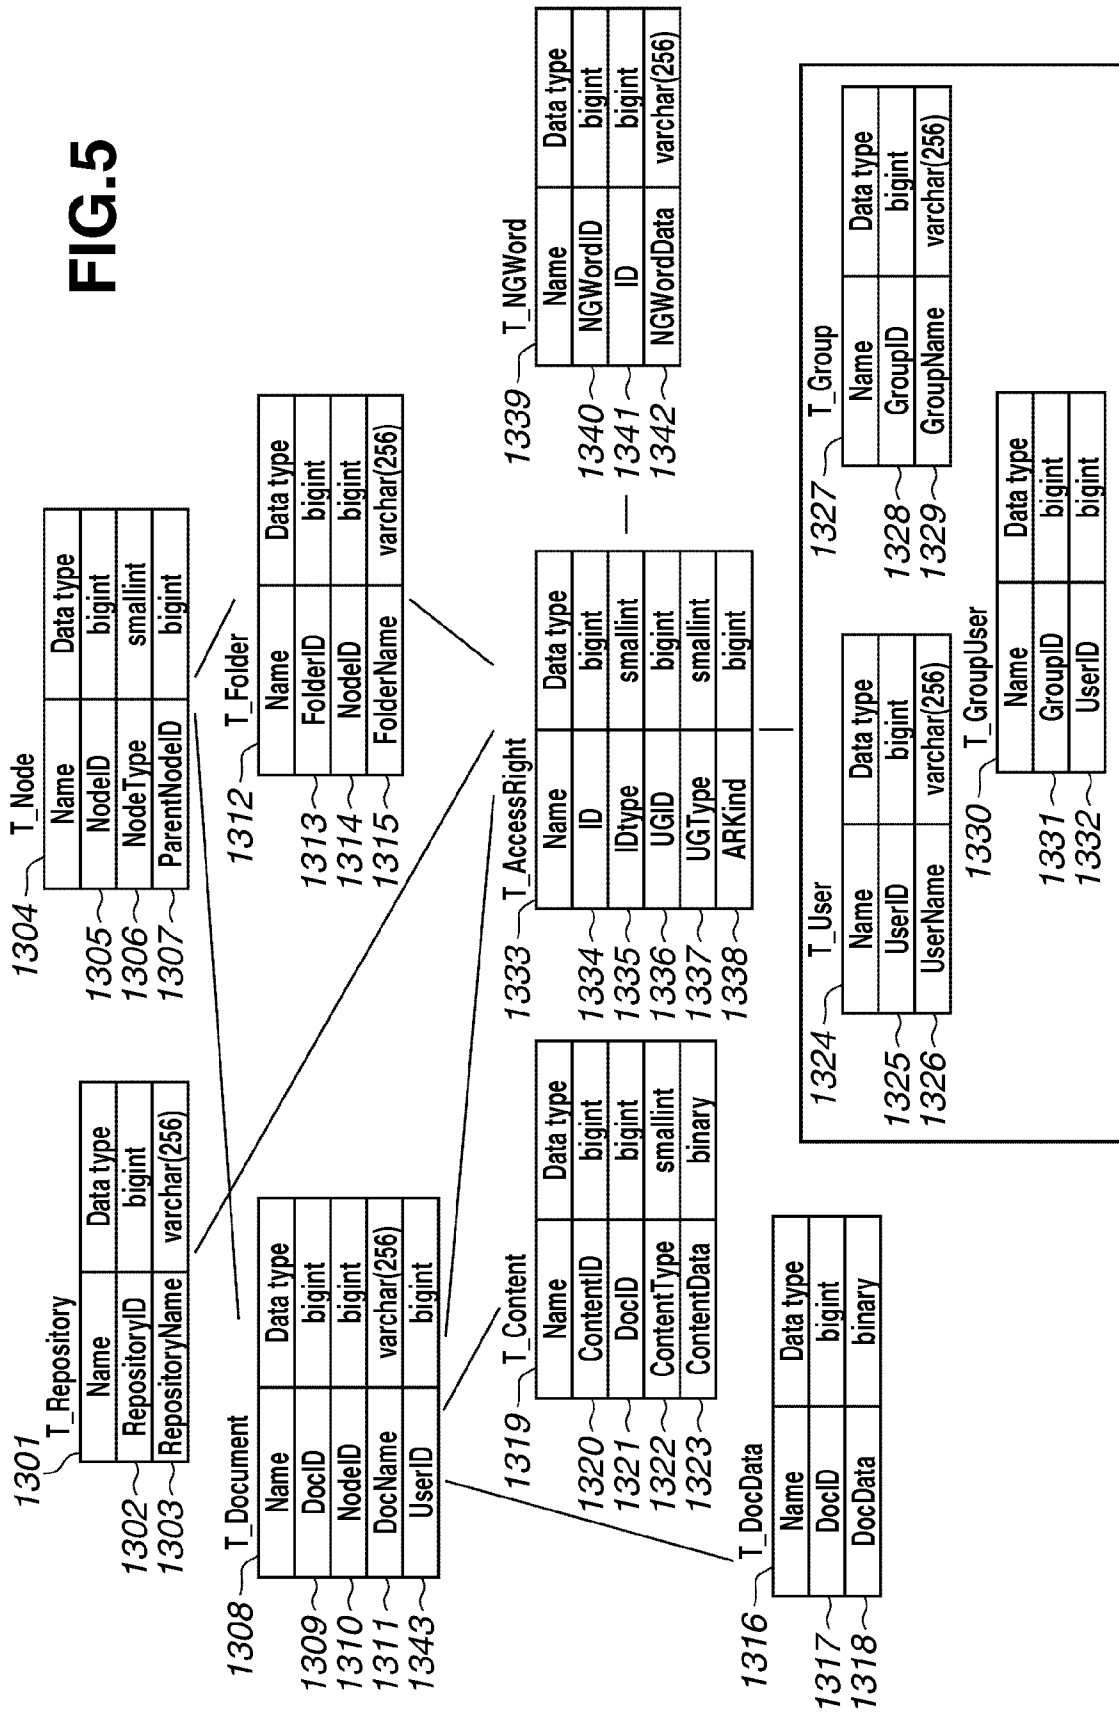 FIG.5
1301
T_Repository
Name Data type
1302 RepositoryID bigint
1303 RepositoryName varchar(256)
1304
T_Node
Name Data type
1305 NodeID bigint
1306 NodeType smallint
1307 ParentNodeID bigint
1308
T_Document
Name Data type
1309 DocID bigint
1310 NodeID bigint
1311 DocName varchar(256)
1343 UserID bigint
1312
T_Folder
Name Data type
1313 FolderID bigint
1314 NodeID bigint
1315 FolderName varchar(256)
1319
T_Content
Name Data type
1320 ContentID bigint
1321 DocID bigint
1322 ContentType smallint
1323 ContentData binary
1333
T_AccessRight
Name Data type
1334 ID bigint
1335 IDtype smallint
1336 UGID bigint
1337 UGType smallint
1338 ARKind bigint
1339
T_NGWord
Name Data type
1340 NGWordID bigint
1341 ID bigint
1342 NGWordData varchar(256)
1316
T_DocData
Name Data type
1317 DocID bigint
1318 DocData binary
1324
T_User
Name Data type
1325 UserID bigint
1326 UserName varchar(256)
1327
T_Group
Name Data type
1328 GroupID bigint
1329 GroupName varchar(256)
1330
T_GroupUser
Name Data type
1331 GroupID bigint
1332 UserID bigint